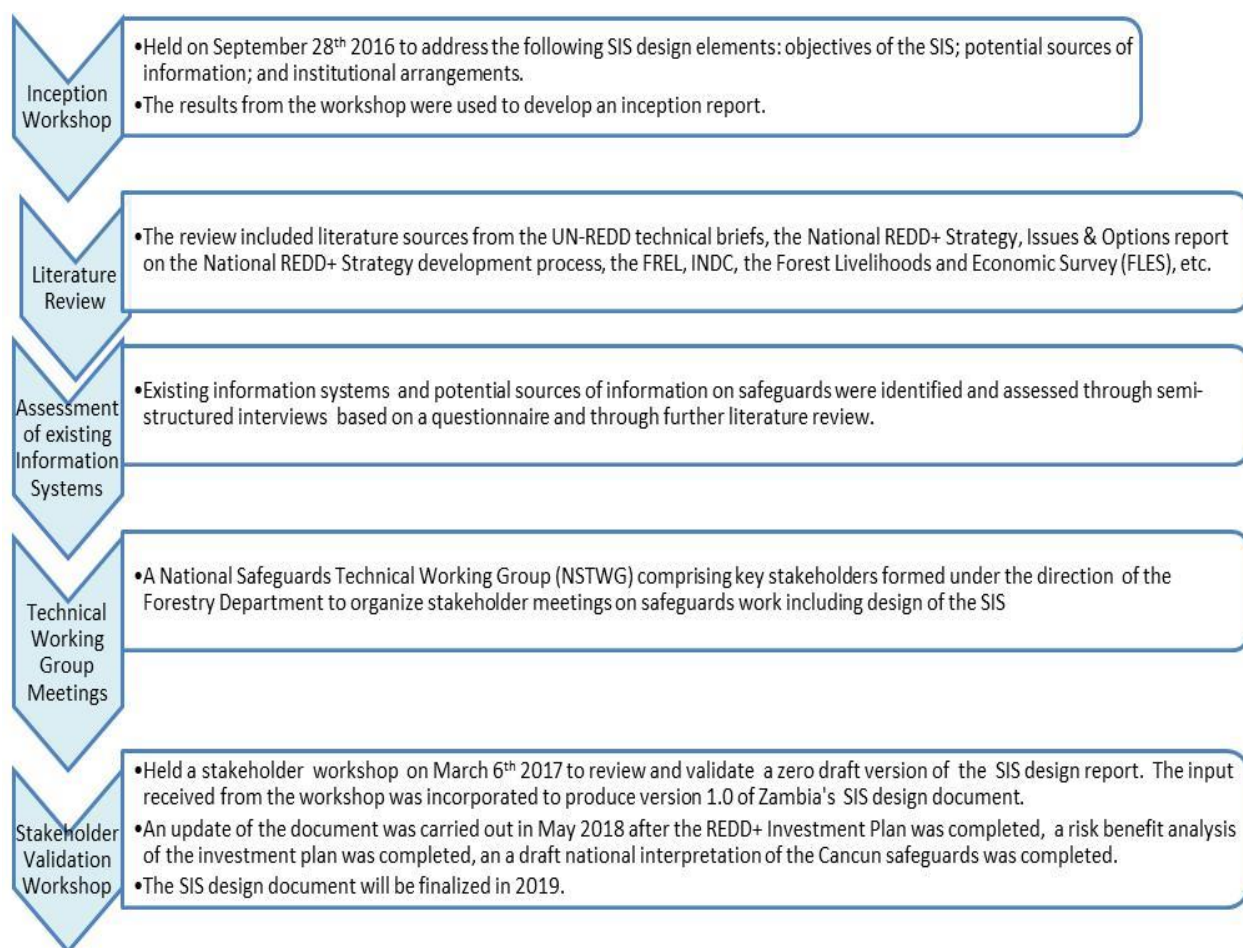 Inception
Workshop
•Held on September 28th 2016 to address the following SIS design elements: objectives of the SIS; potential sources of
information; and institutional arrangements.
•The results from the workshop were used to develop an inception report.
Literature
Review
•The review included literature sources from the UN-REDD technical briefs, the National REDD+ Strategy, Issues & Options report
on the National REDD+ Strategy development process, the FREL, INDC, the Forest Livelihoods and Economic Survey (FLES), etc.
Assessment
of existing
Information
Systems
•Existing information systems and potential sources of information on safeguards were identified and assessed through semi-
structured interviews based on a questionnaire and through further literature review.
Technical
Working
Group
Meetings
•A National Safeguards Technical Working Group (NSTWG) comprising key stakeholders formed under the direction of the
Forestry Department to organize stakeholder meetings on safeguards work including design of the SIS
Stakeholder
Validation
Workshop
•Held a stakeholder workshop on March 6th 2017 to review and validate a zero draft version of the SIS design report. The input
received from the workshop was incorporated to produce version 1.0 of Zambia's SIS design document.
•An update of the document was carried out in May 2018 after the REDD+ Investment Plan was completed, a risk benefit analysis
of the investment plan was completed, an a draft national interpretation of the Cancun safeguards was completed.
•The SIS design document will be finalized in 2019.